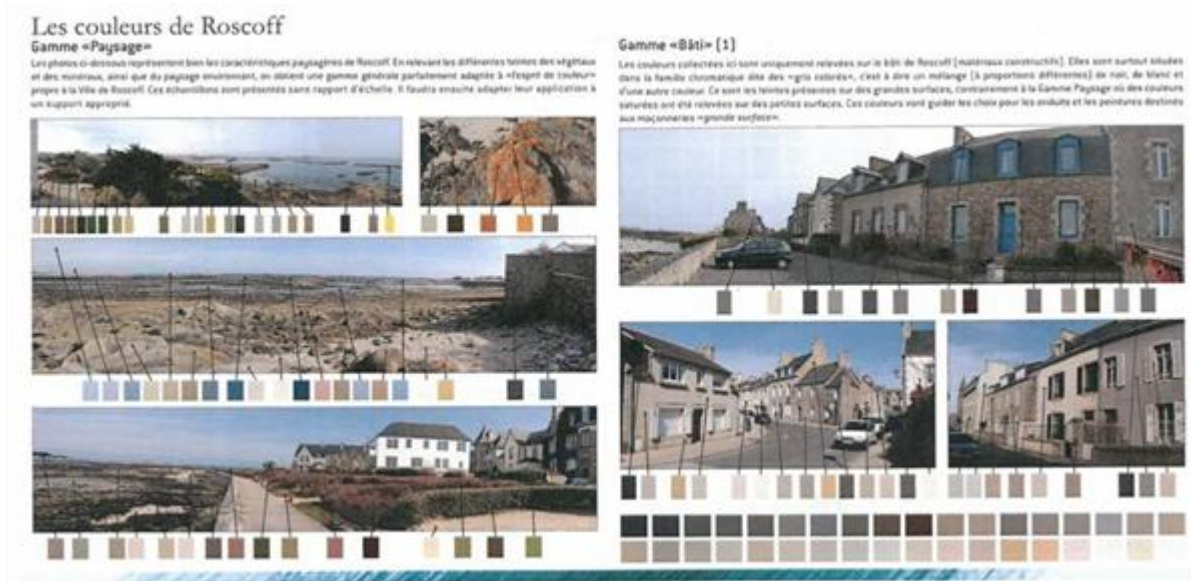 Les couleurs de Roscoff
Gamme «Paysage»
Les photos ci-dessous représentent bien les caractéristiques paysagères de Roscoff. En relevant les différentes teintes des végétaux
et des minéraux, ainsi que du paysage environnant, on obtient une gamme générale parfaitement adaptée à «l'esprit de couleur»
propre à la Ville de Roscoff. Ces échantillons sont présentés sans rapport d'échelle. Il faudra ensuite adapter leur application à
un support approprié.
Gamme «Bâti» (1)
Les couleurs collectées ici sont uniquement relevées sur le bâti de Roscoff (matériaux constructifs). Elles sont surtout situées
dans la famille chromatique dite des «gris colorés», c'est à dire un mélange (à proportions différentes) de noir, de blanc et
d'une autre couleur. Ce sont les teintes présentes sur des grandes surfaces, contrairement à la Gamme Paysage où des couleurs
saturées ont été relevées sur des petites surfaces. Ces couleurs vont guider les choix pour les enduits et les peintures destinés
aux maçonneries «grande surface».